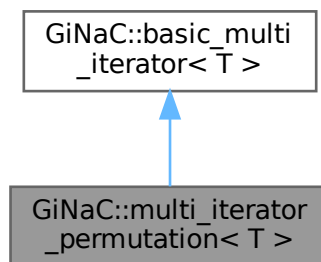 GiNaC::basic_multi
_iterator< T >
GiNaC::multi_iterator
_permutation< T >